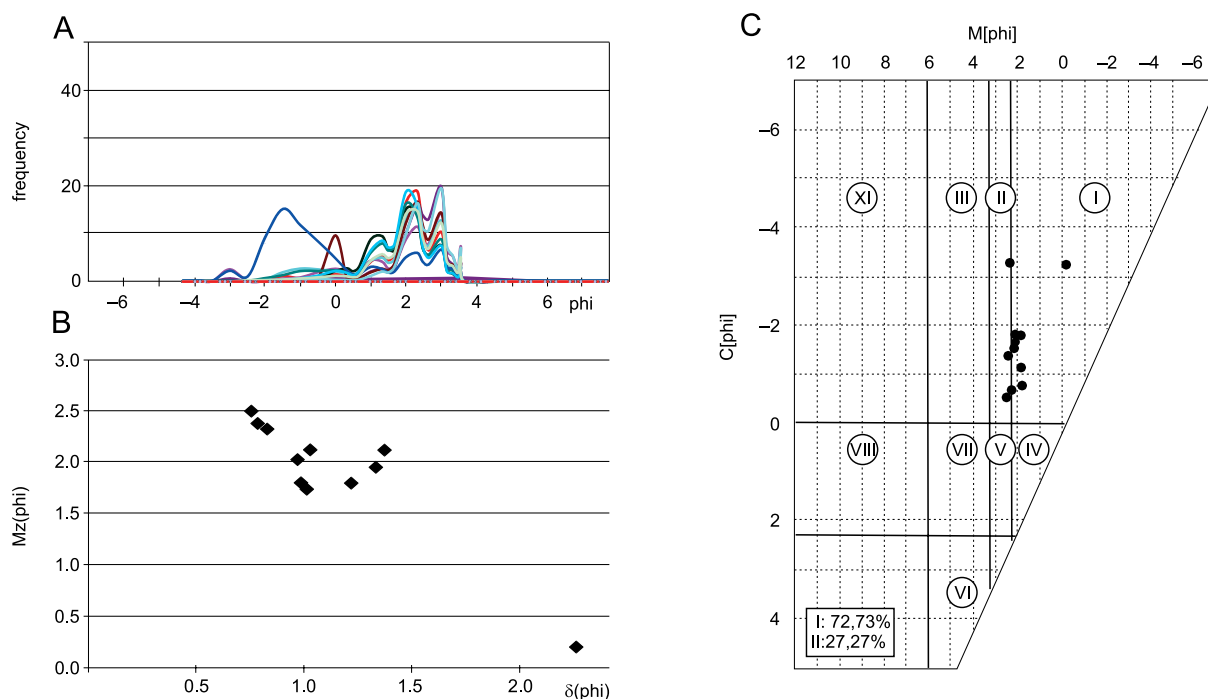 A
frequency
40
20
0
–6 –4 –2 0 2 4 phi 6
B
Mz(phi)
3.0
2.5
2.0
1.5
1.0
0.5
0.0
0.5 1.0 1.5 2.0 δ(phi)
C
M[phi]
12 10 8 6 4 2 0 –2 –4 –6
C[phi]
–6
–4
–2
0
2
4
XI III II I
VIII VII V IV
VI
I: 72,73%
II:27,27%